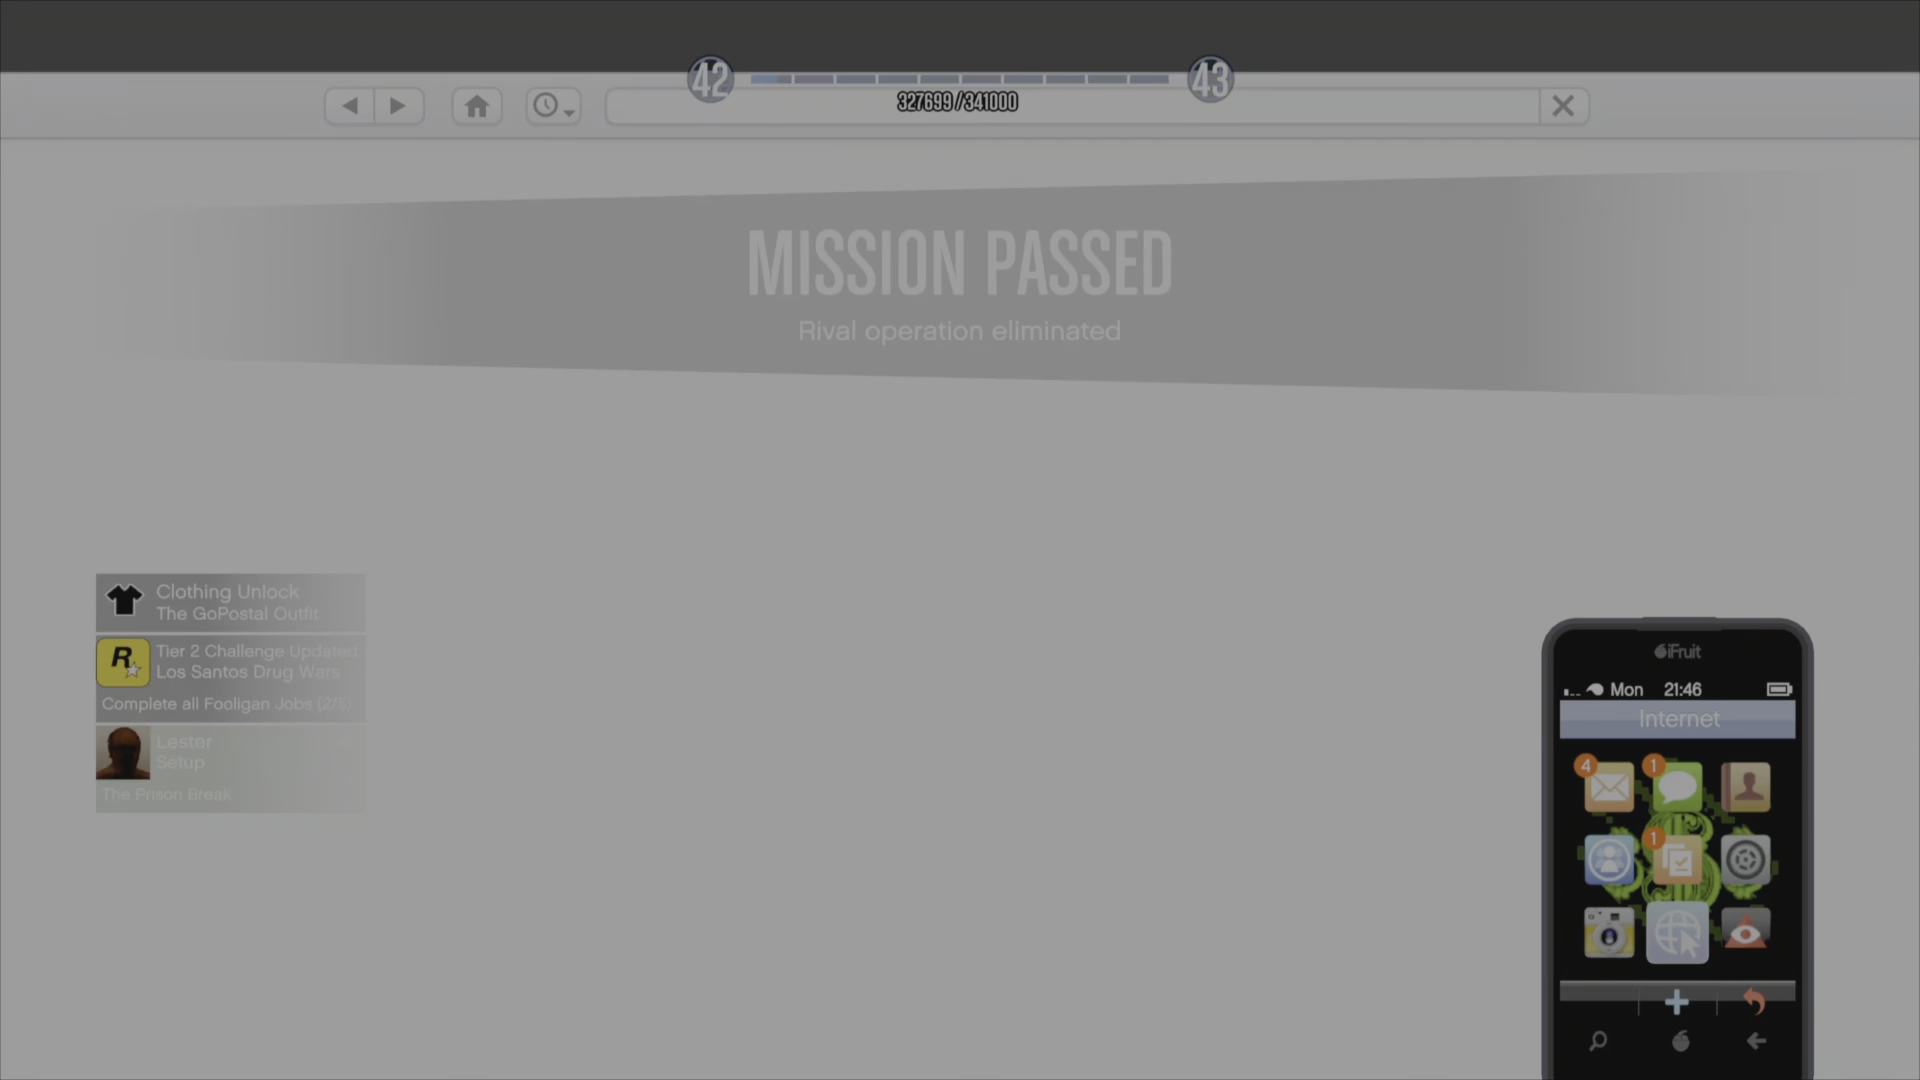 42
43
327699 / 341000
MISSION PASSED
Rival operation eliminated
Clothing Unlock
The GoPostal Outfit
R
Tier 2 Challenge Updated
Los Santos Drug Wars
Complete all Fooligan Jobs (2/5)
Lester
Setup
The Prison Break
iFruit
Mon 21:46
Internet
4
1
1